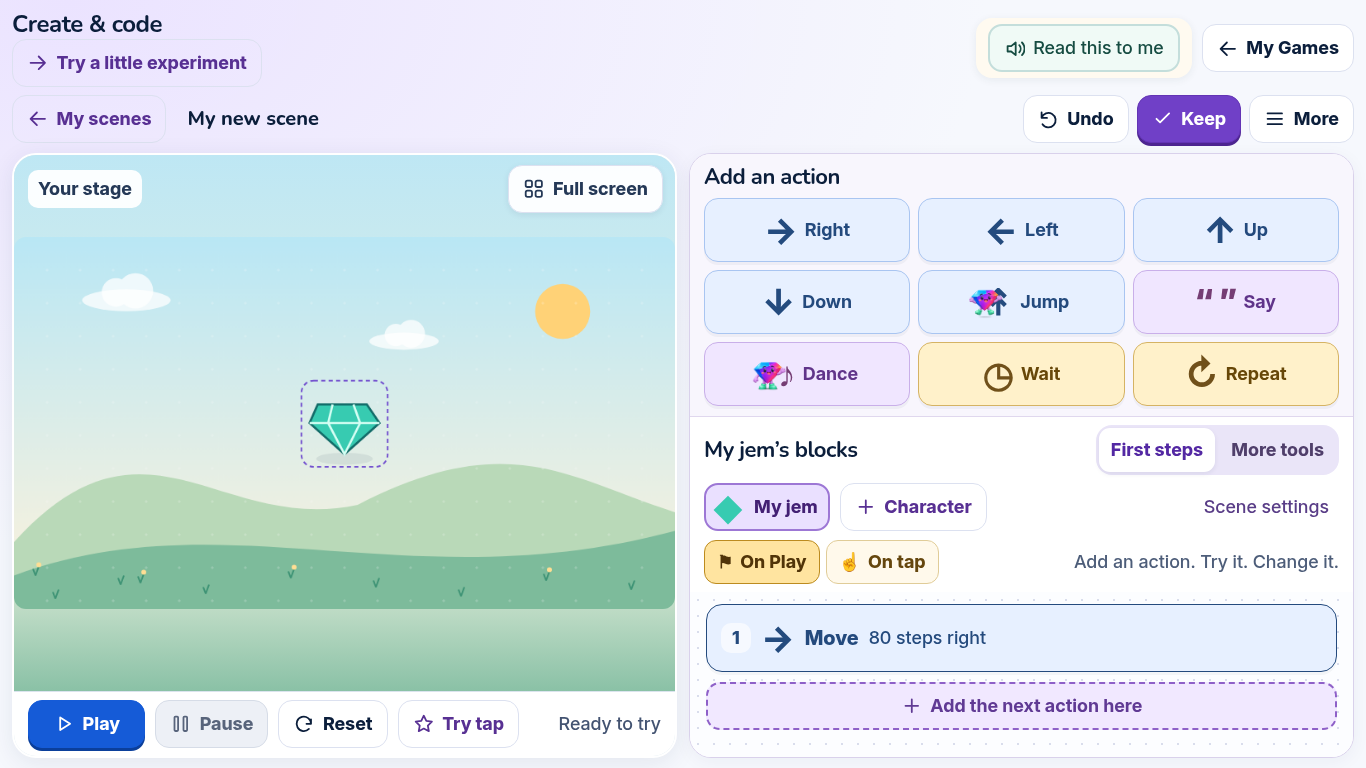 Create & code
Try a little experiment
Read this to me
My Games
My scenes
My new scene
Undo
Keep
More
Your stage
Full screen
Add an action
Right
Left
Up
Down
Jump
Say
Dance
Wait
Repeat
My jem’s blocks
First steps
More tools
My jem
Character
Scene settings
On Play
On tap
Add an action. Try it. Change it.
1 Move 80 steps right
Add the next action here
Play
Pause
Reset
Try tap
Ready to try